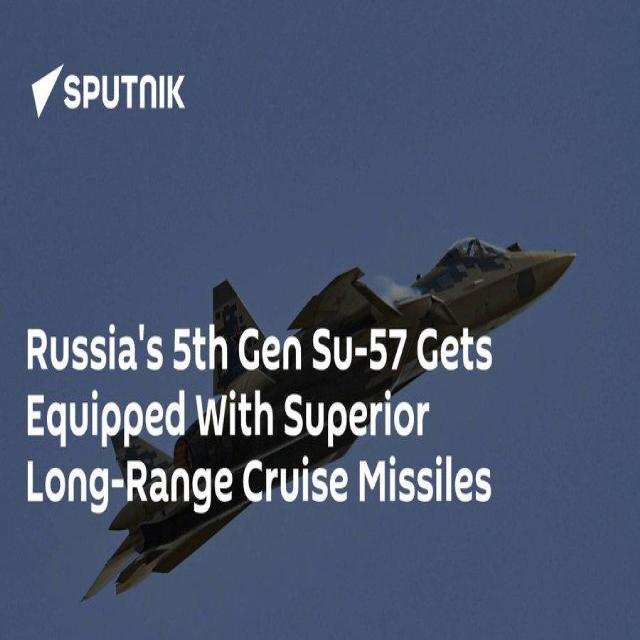 SPUTNIK
Russia's 5th Gen Su-57 Gets
Equipped With Superior
Long-Range Cruise Missiles